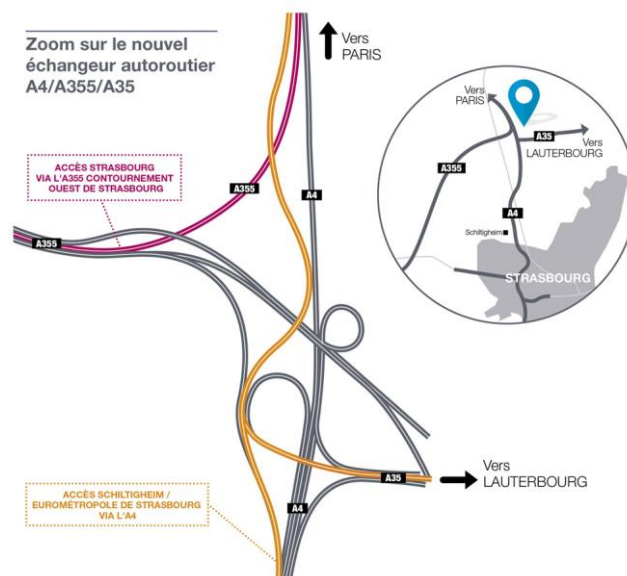 Zoom sur le nouvel
échangeur autoroutier
A4/A355/A35
Vers
PARIS
Vers
PARIS
A35
Vers
LAUTERBOURG
A355
A4
Schiltigheim
STRASBOURG
ACCÈS STRASBOURG
VIA L'A355 CONTOURNEMENT
OUEST DE STRASBOURG
A355
A4
A355
Vers
LAUTERBOURG
A35
ACCÈS SCHILTIGHEIM /
EUROMÉTROPOLE DE STRASBOURG
VIA L'A4
A4